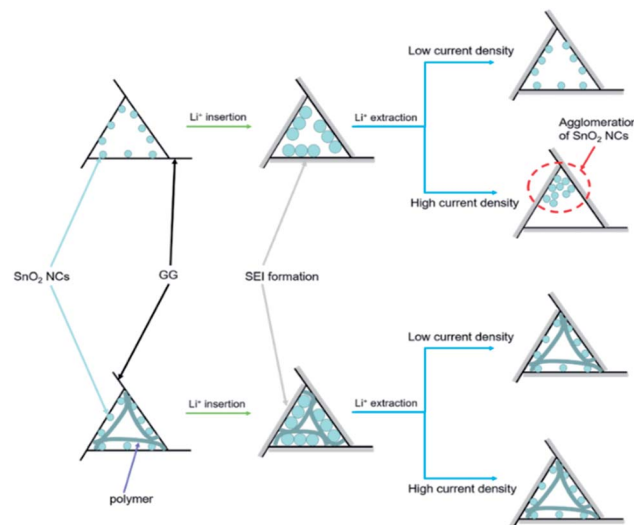 Low current density
Li⁺ insertion
Li⁺ extraction
Agglomeration
of SnO₂ NCs
High current density
SnO₂ NCs
GG
SEI formation
Low current density
Li⁺ insertion
Li⁺ extraction
High current density
polymer